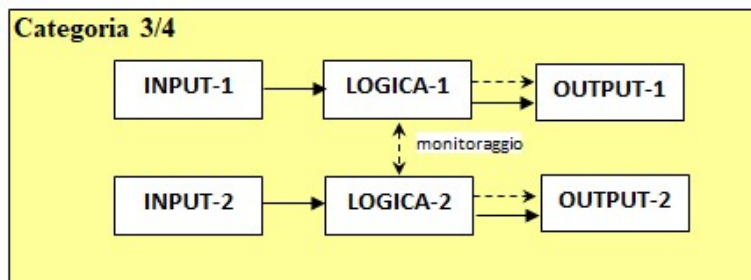 Categoria 3/4
INPUT-1 LOGICA-1 OUTPUT-1
monitoraggio
INPUT-2 LOGICA-2 OUTPUT-2